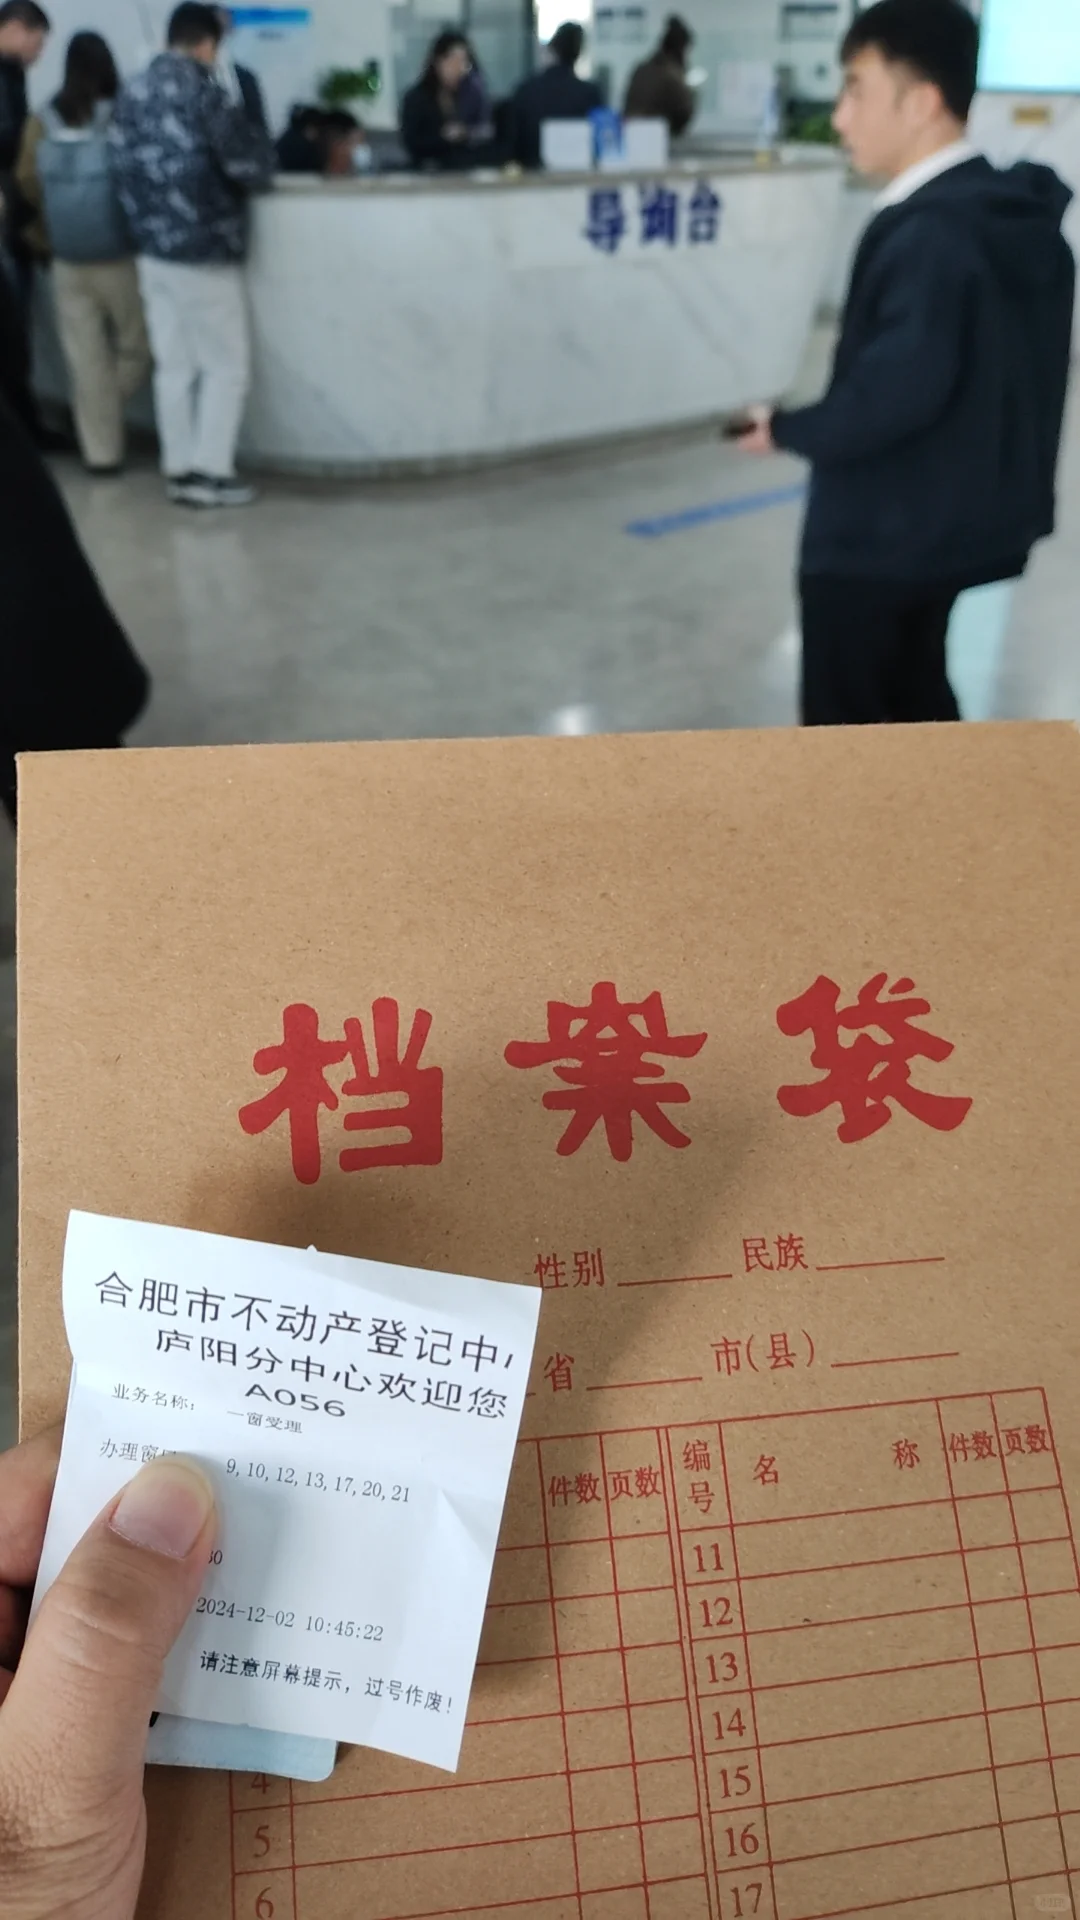 导询台
档案袋
性别 民族
省 市(县)
件数 页数 编号 名称 件数 页数
11
12
13
14
15
16
17
4
5
6
合肥市不动产登记中
庐阳分中心欢迎您
A056
业务名称: 一窗受理
办理窗 9,10,12,13,17,20,21
2024-12-02 10:45:22
请注意屏幕提示，过号作废!